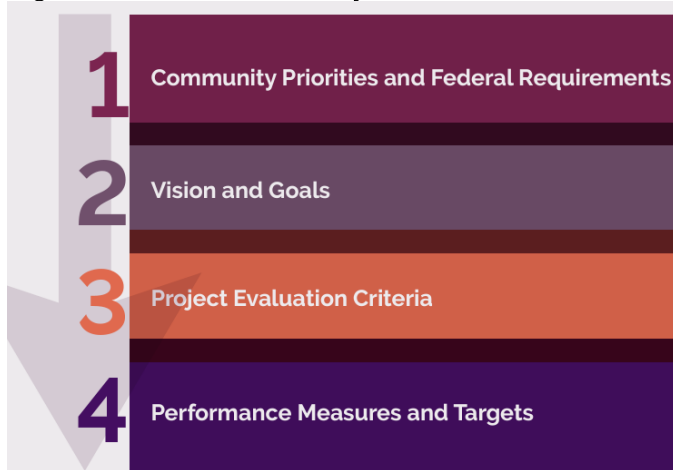 1 Community Priorities and Federal Requirements
2 Vision and Goals
3 Project Evaluation Criteria
4 Performance Measures and Targets